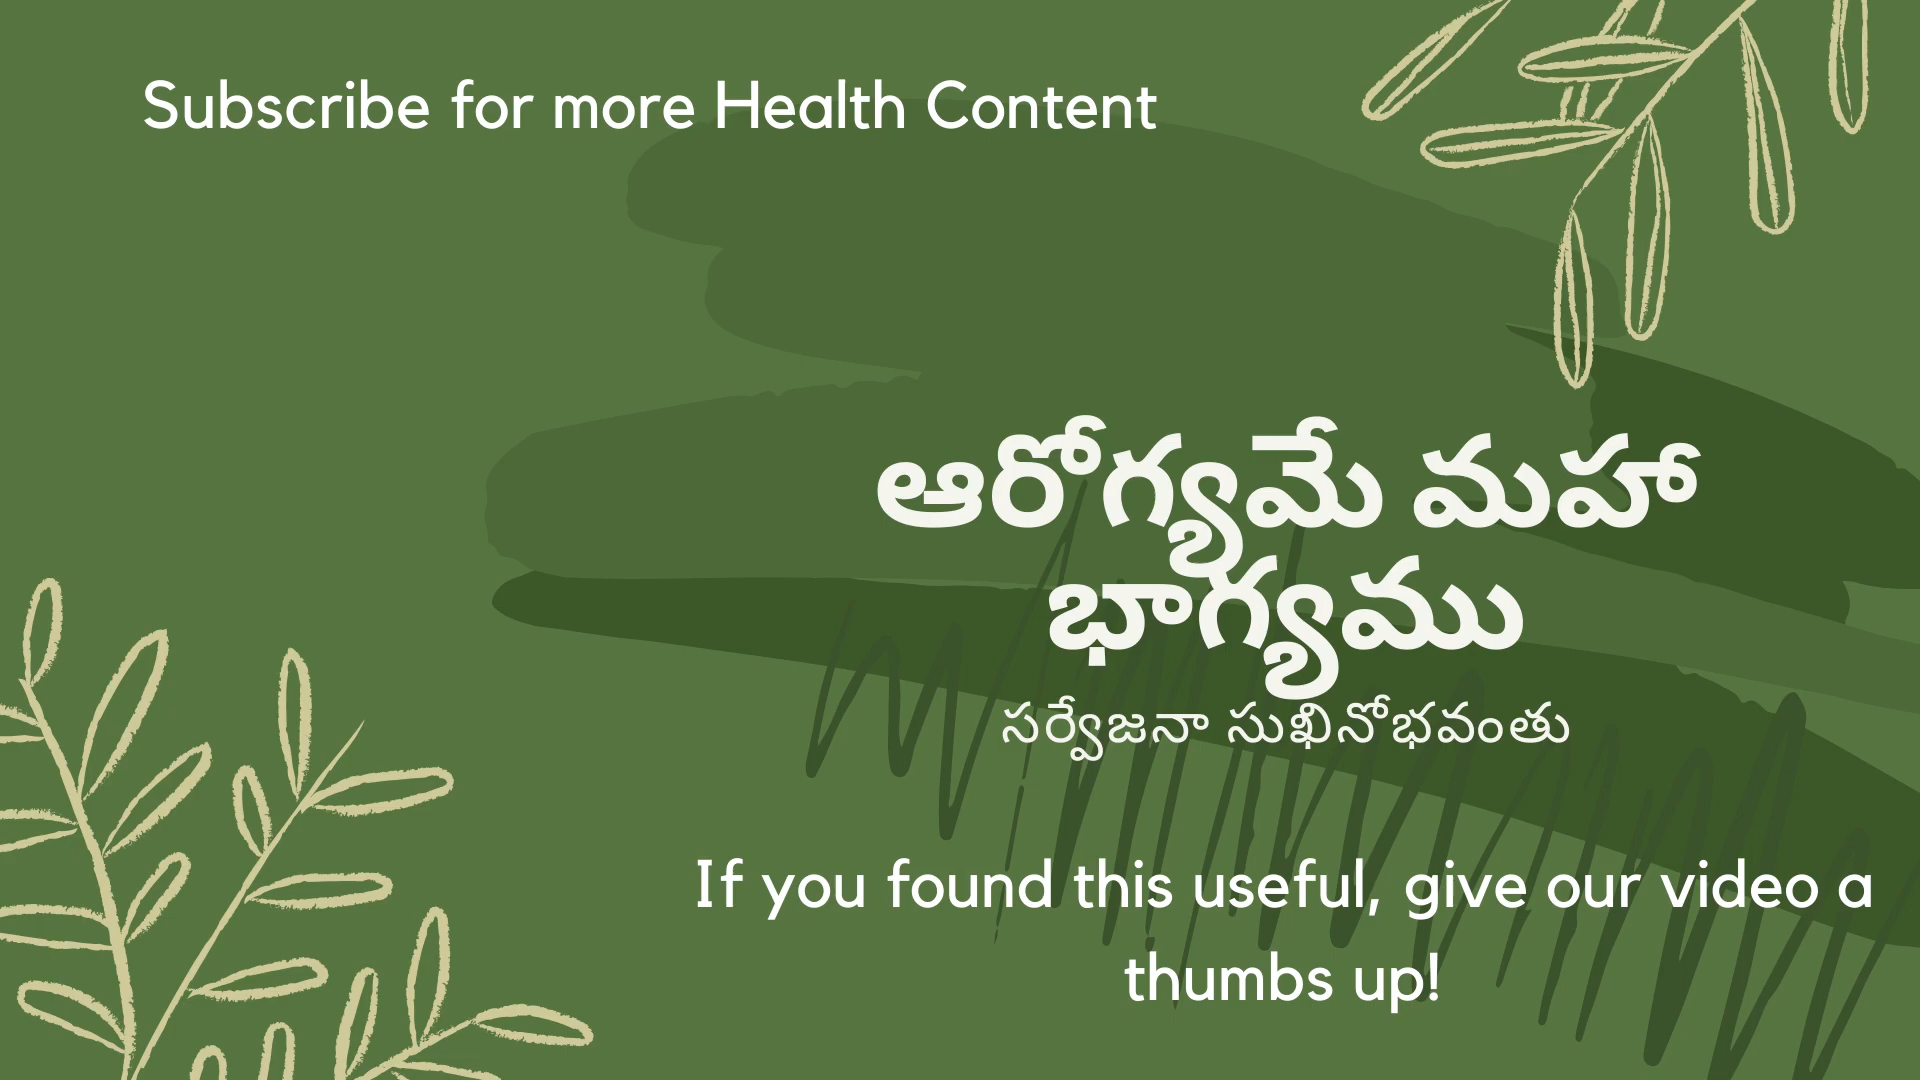 Subscribe for more Health Content
ఆరోగ్యమే మహా
భాగ్యము
సర్వేజనా సుఖినోభవంతు
If you found this useful, give our video a
thumbs up!